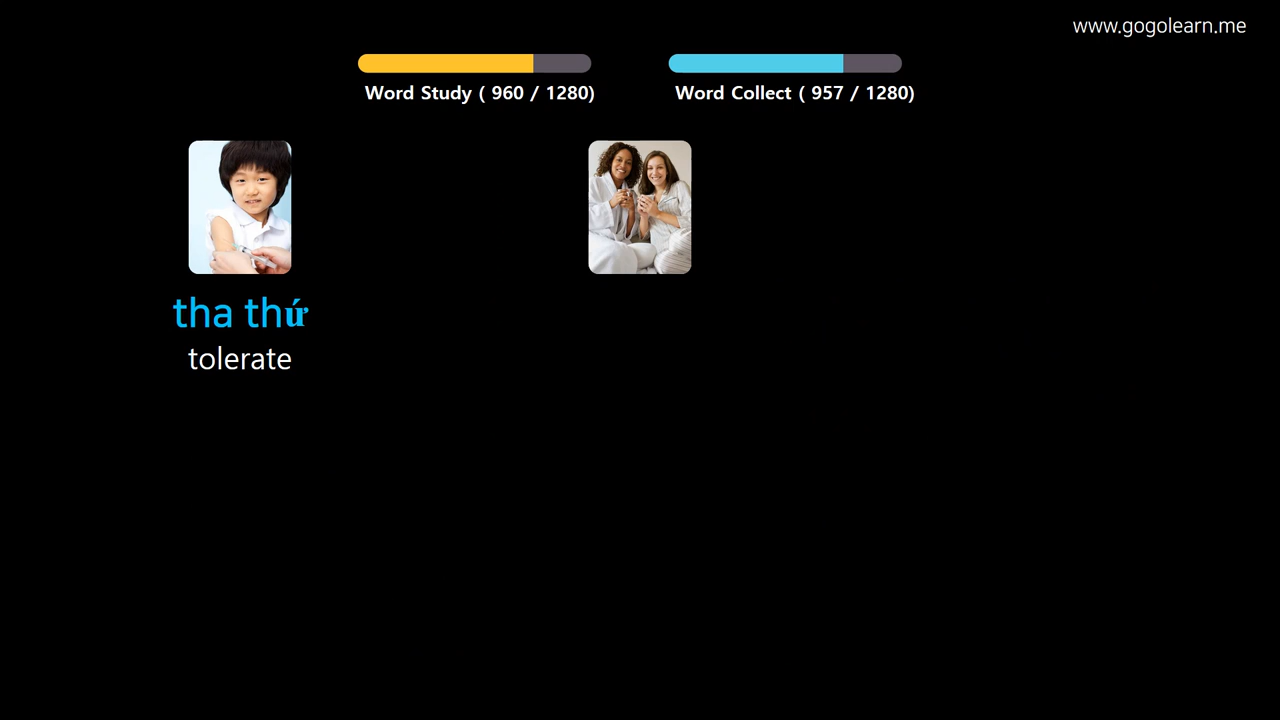 www.gogolearn.me
Word Study ( 960 / 1280)
Word Collect ( 957 / 1280)
tha thứ
tolerate